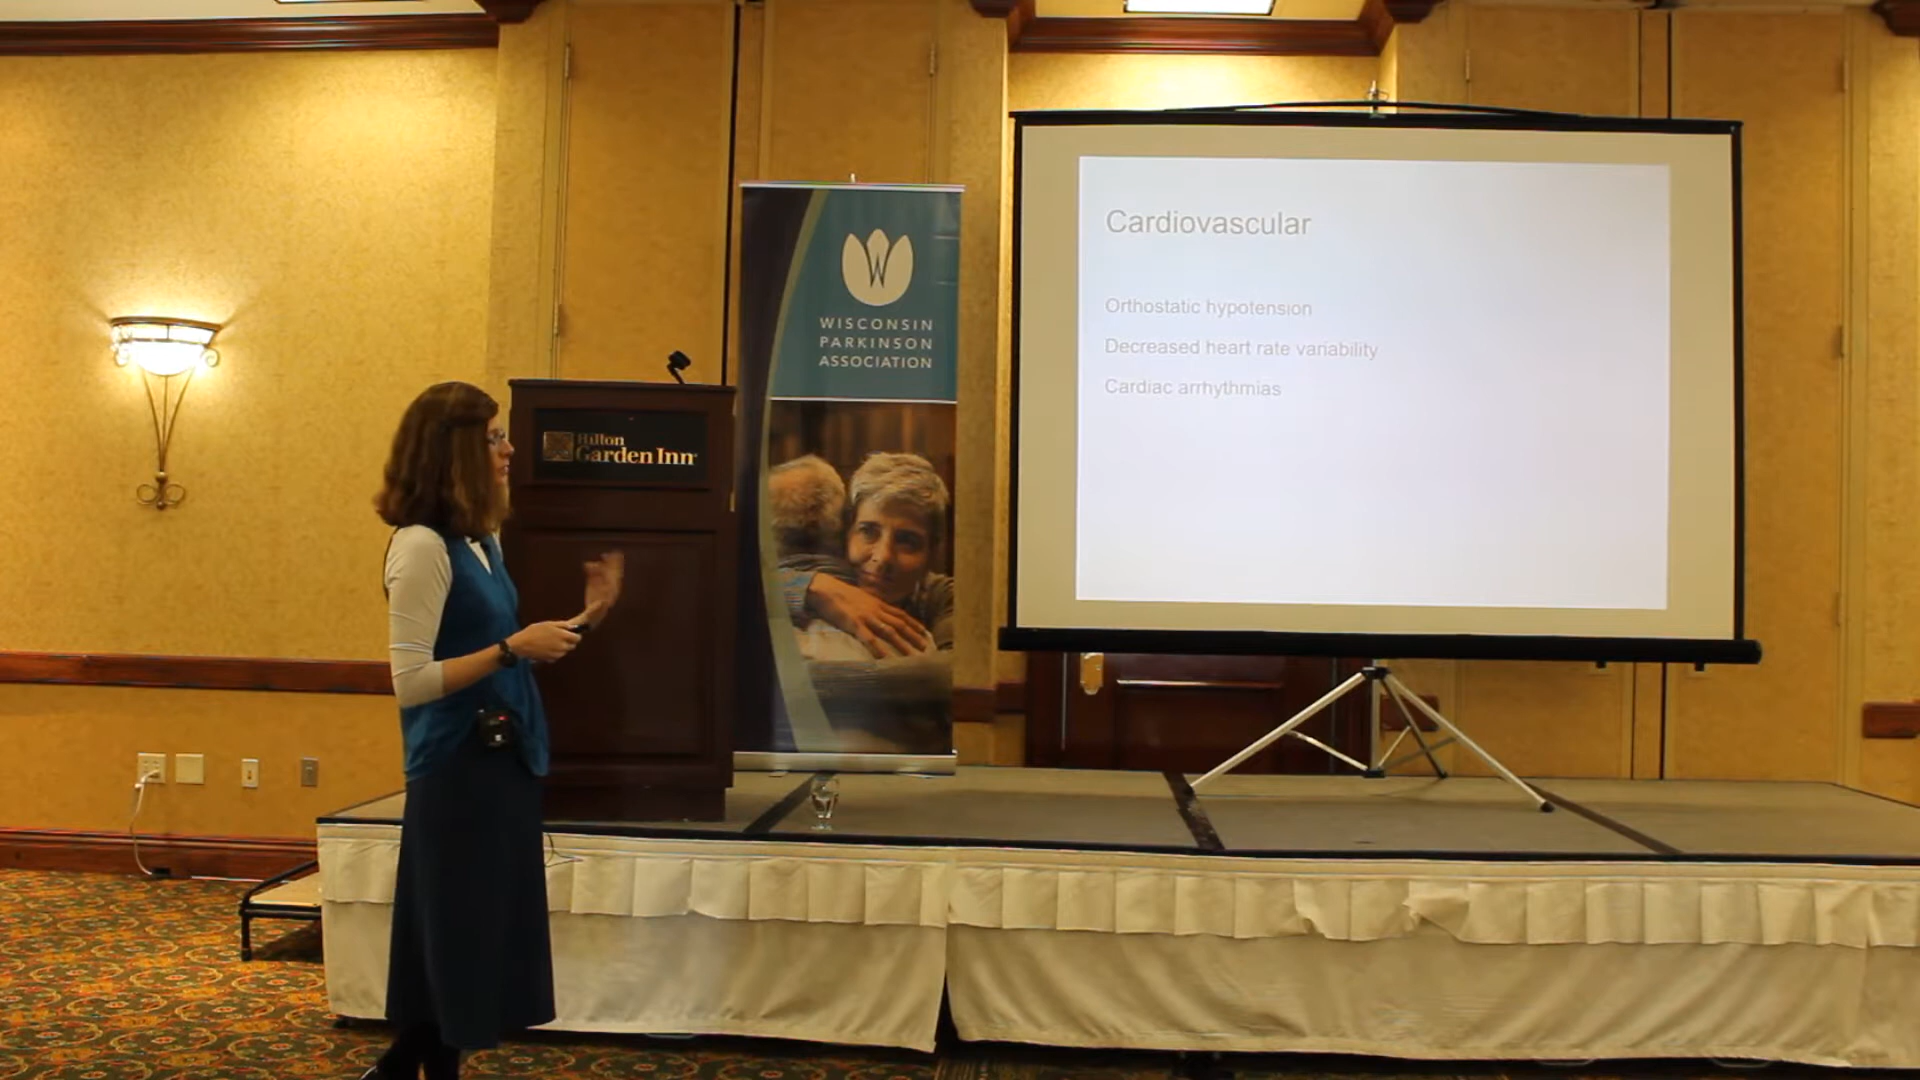 Hilton
Garden Inn
W
WISCONSIN
PARKINSON
ASSOCIATION
Cardiovascular
Orthostatic hypotension
Decreased heart rate variability
Cardiac arrhythmias